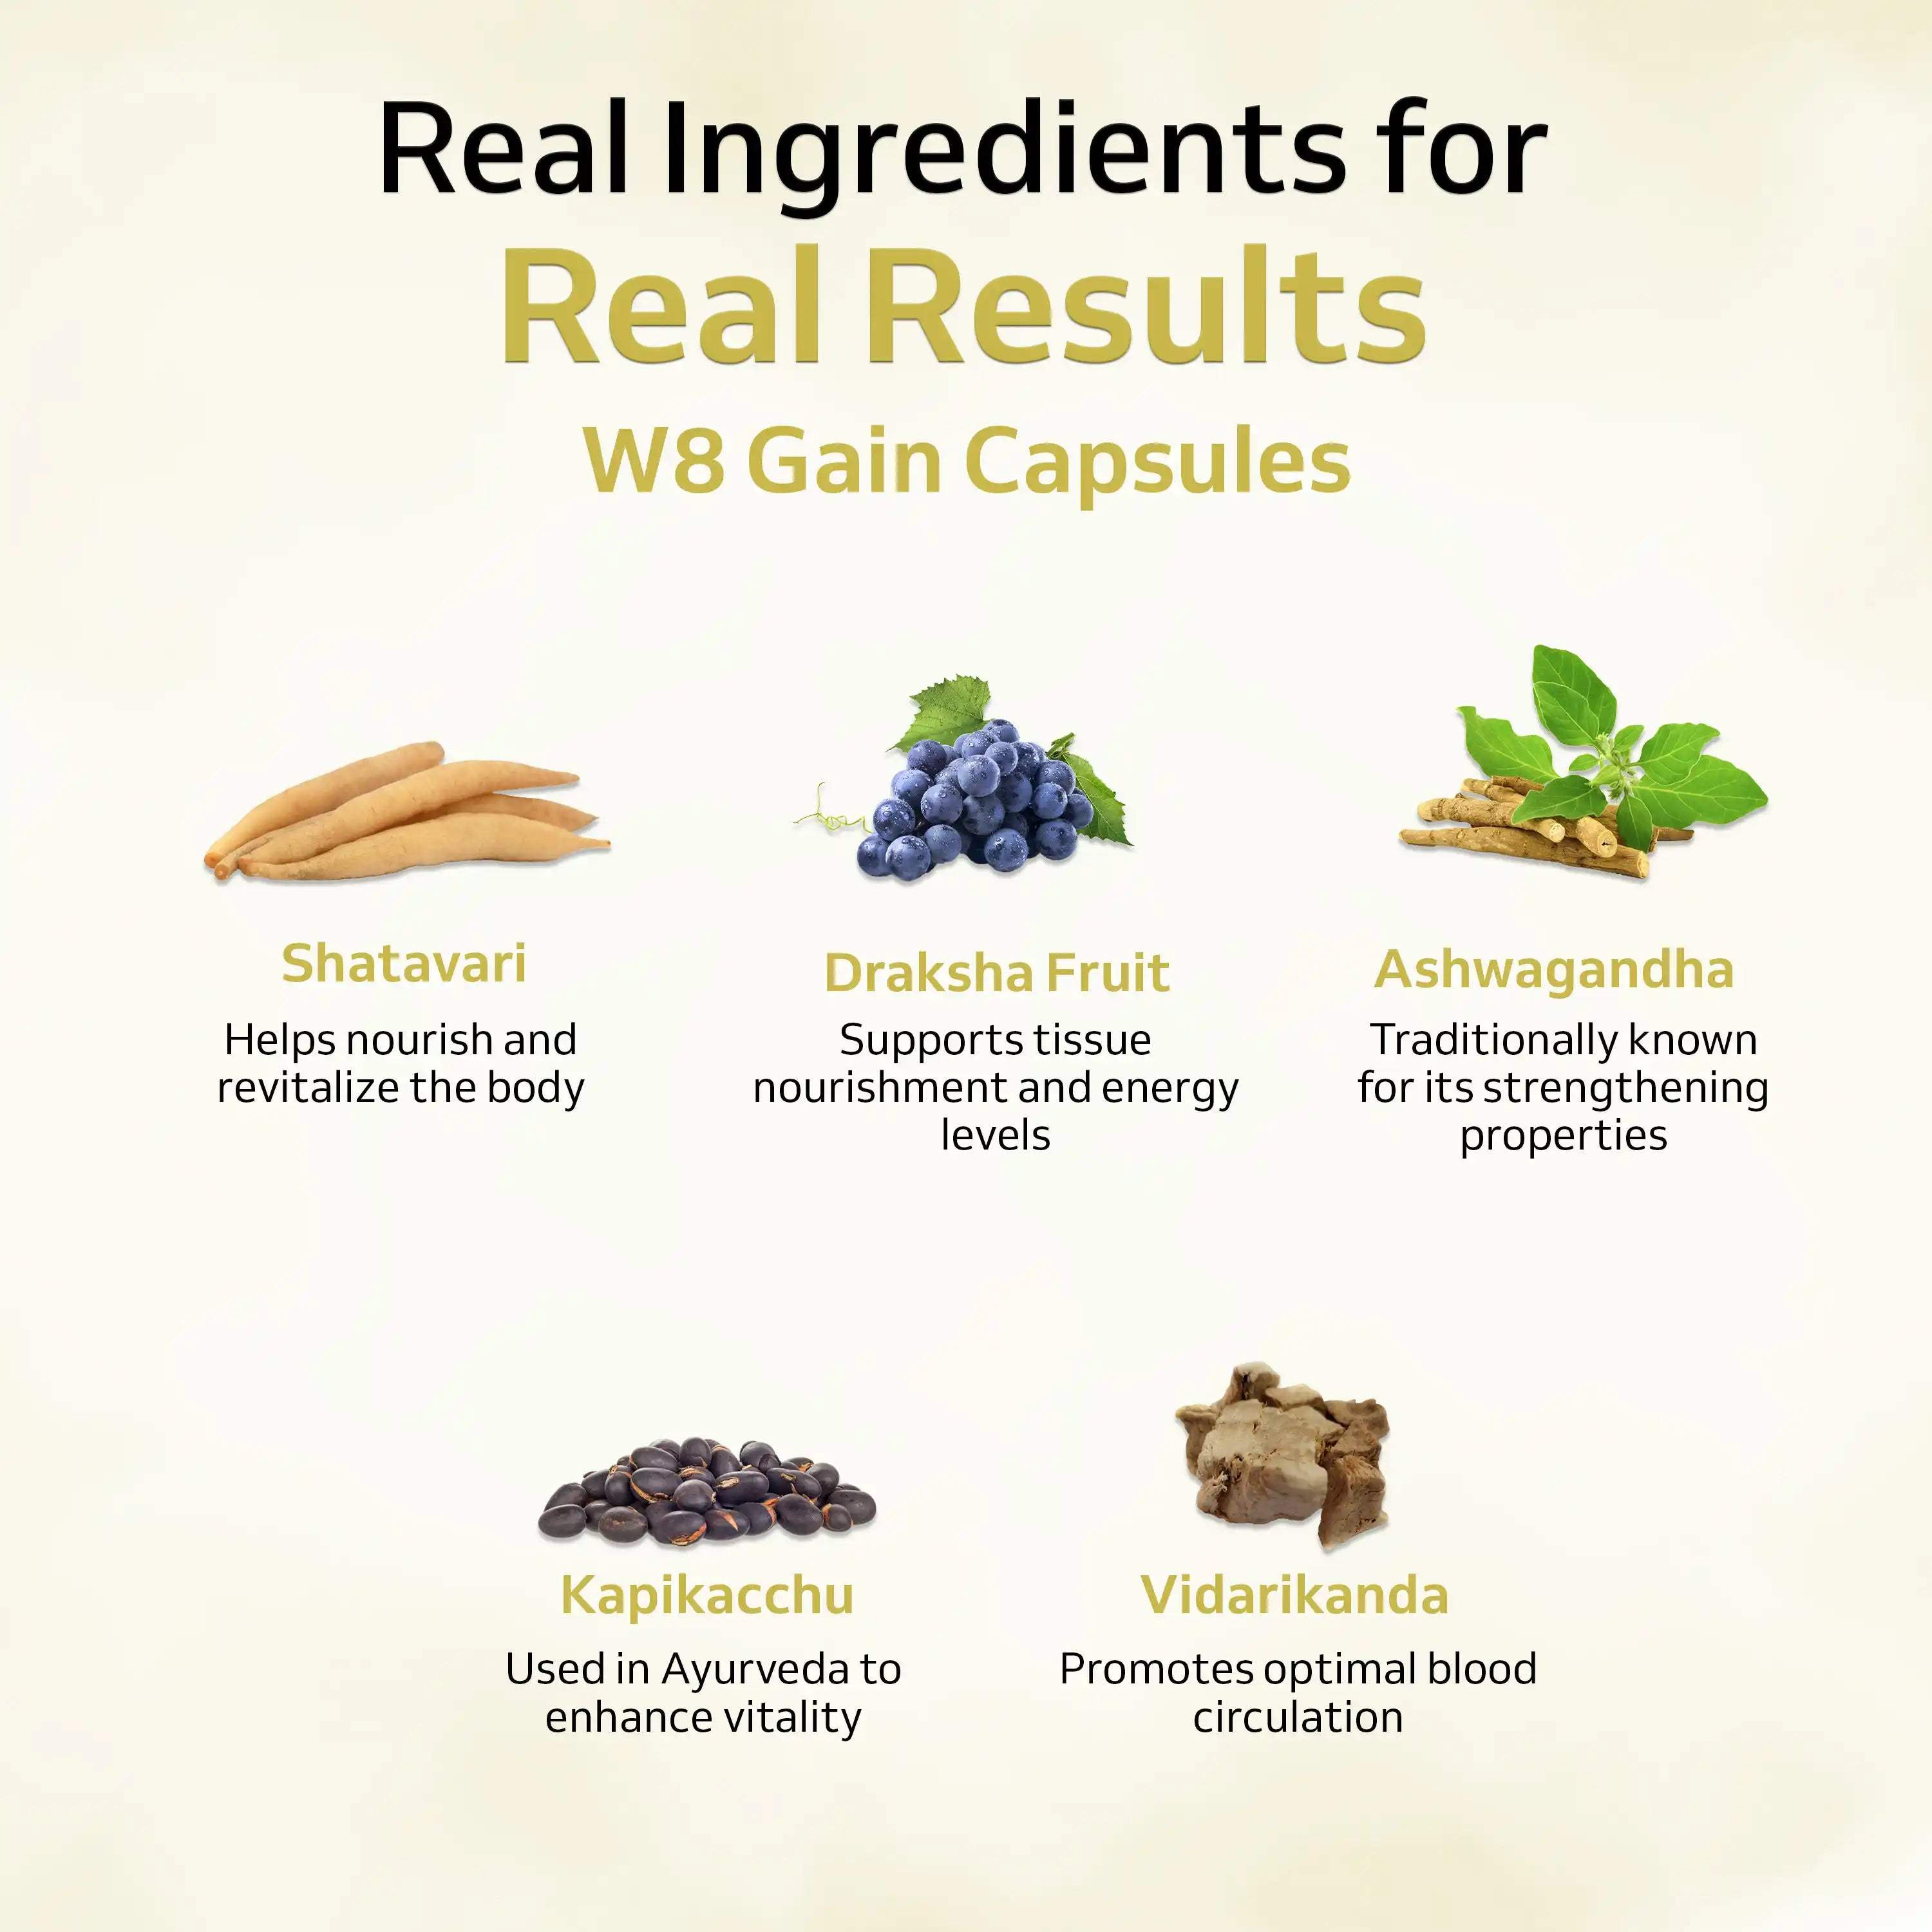 Real Ingredients for
Real Results
W8 Gain Capsules
Shatavari
Helps nourish and
revitalize the body
Draksha Fruit
Supports tissue
nourishment and energy
levels
Ashwagandha
Traditionally known
for its strengthening
properties
Kapikacchu
Used in Ayurveda to
enhance vitality
Vidarikanda
Promotes optimal blood
circulation